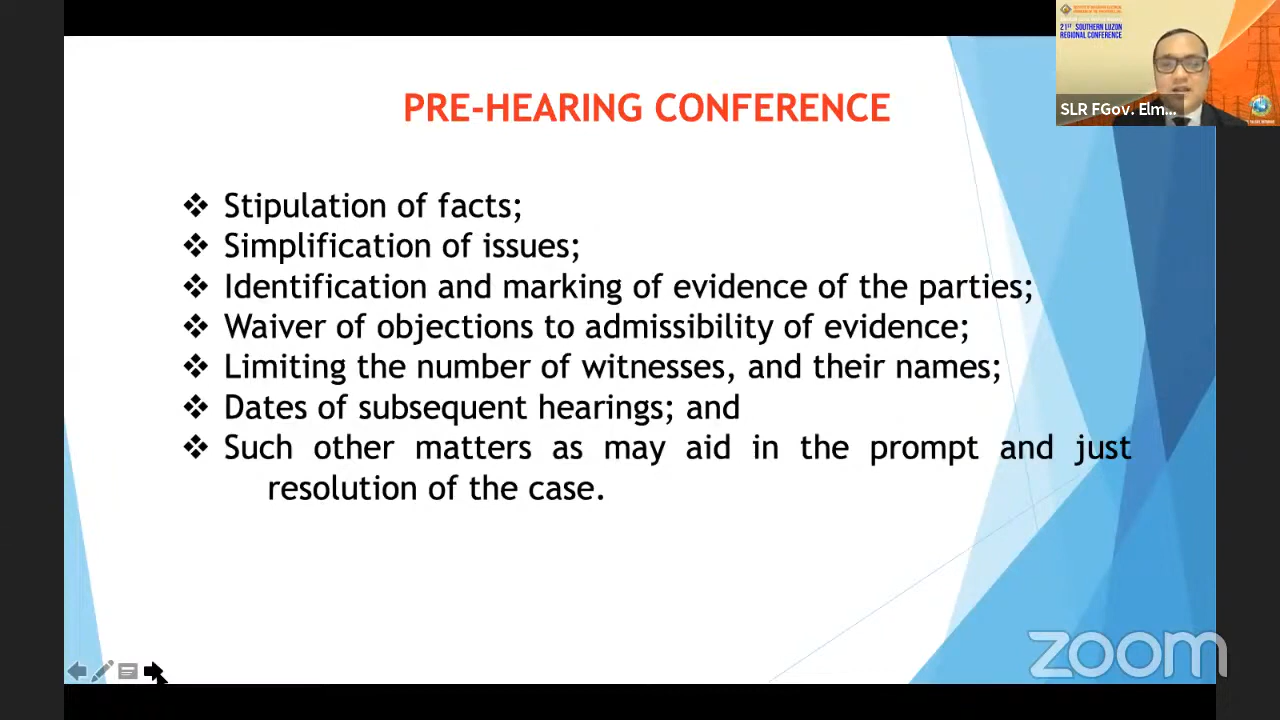 21ST SOUTHERN LUZON
REGIONAL CONFERENCE
SLR FGov. Elm...
PRE-HEARING CONFERENCE
❖ Stipulation of facts;
❖ Simplification of issues;
❖ Identification and marking of evidence of the parties;
❖ Waiver of objections to admissibility of evidence;
❖ Limiting the number of witnesses, and their names;
❖ Dates of subsequent hearings; and
❖ Such other matters as may aid in the prompt and just
resolution of the case.
zoom